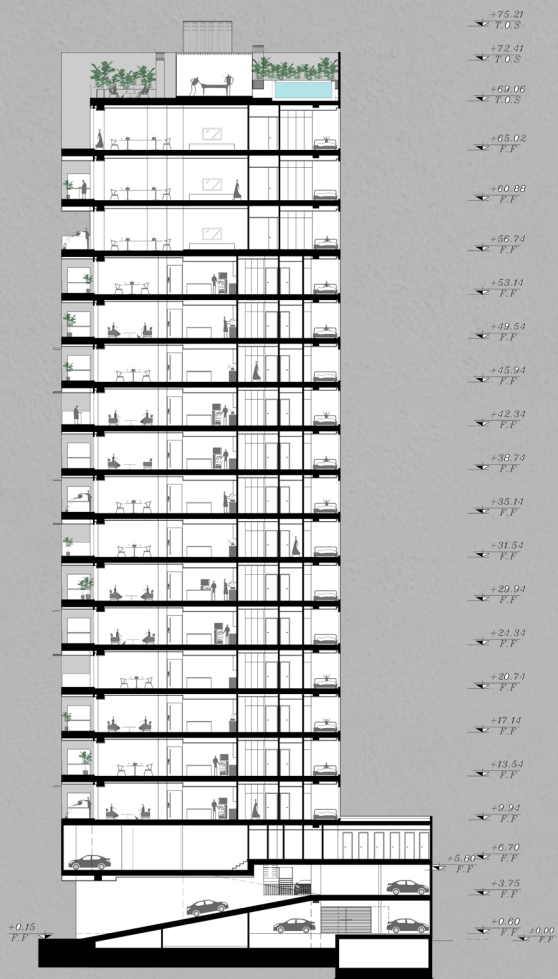 +75.21
T.O.S
+72.41
T.O.S
+69.06
T.O.S
+65.02
F.F
+60.88
F.F
+56.74
F.F
+53.14
F.F
+49.54
F.F
+45.94
F.F
+42.34
F.F
+38.74
F.F
+35.14
F.F
+31.54
F.F
+29.94
F.F
+24.34
F.F
+20.74
F.F
+17.14
F.F
+13.54
F.F
+9.94
F.F
+6.70
F.F
+5.80
F.F
+3.75
F.F
+0.15
F.F
+0.60
F.F
±0.00
F.F